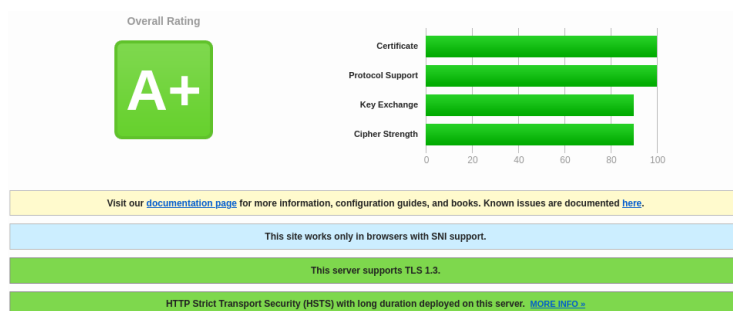 Overall Rating
A+
Certificate
Protocol Support
Key Exchange
Cipher Strength
0 20 40 60 80 100
Visit our documentation page for more information, configuration guides, and books. Known issues are documented here.
This site works only in browsers with SNI support.
This server supports TLS 1.3.
HTTP Strict Transport Security (HSTS) with long duration deployed on this server. MORE INFO »